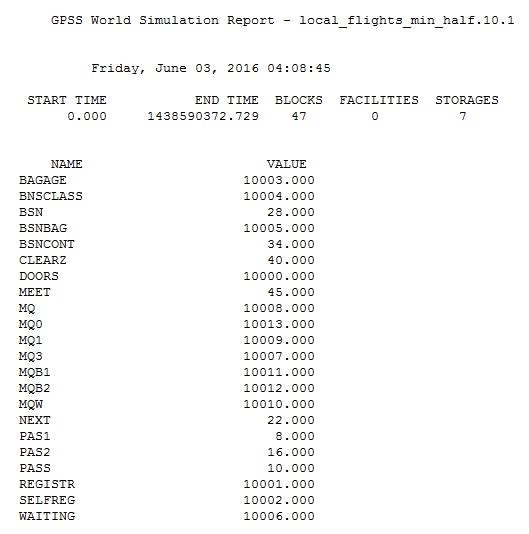 GPSS World Simulation Report - local_flights_min_half.10.1
Friday, June 03, 2016 04:08:45
START TIME END TIME BLOCKS FACILITIES STORAGES
0.000 1438590372.729 47 0 7
NAME VALUE
BAGAGE 10003.000
BNSCLASS 10004.000
BSN 28.000
BSNBAG 10005.000
BSNCONT 34.000
CLEARZ 40.000
DOORS 10000.000
MEET 45.000
MQ 10008.000
MQ0 10013.000
MQ1 10009.000
MQ3 10007.000
MQB1 10011.000
MQB2 10012.000
MQW 10010.000
NEXT 22.000
PAS1 8.000
PAS2 16.000
PASS 10.000
REGISTR 10001.000
SELFREG 10002.000
WAITING 10006.000